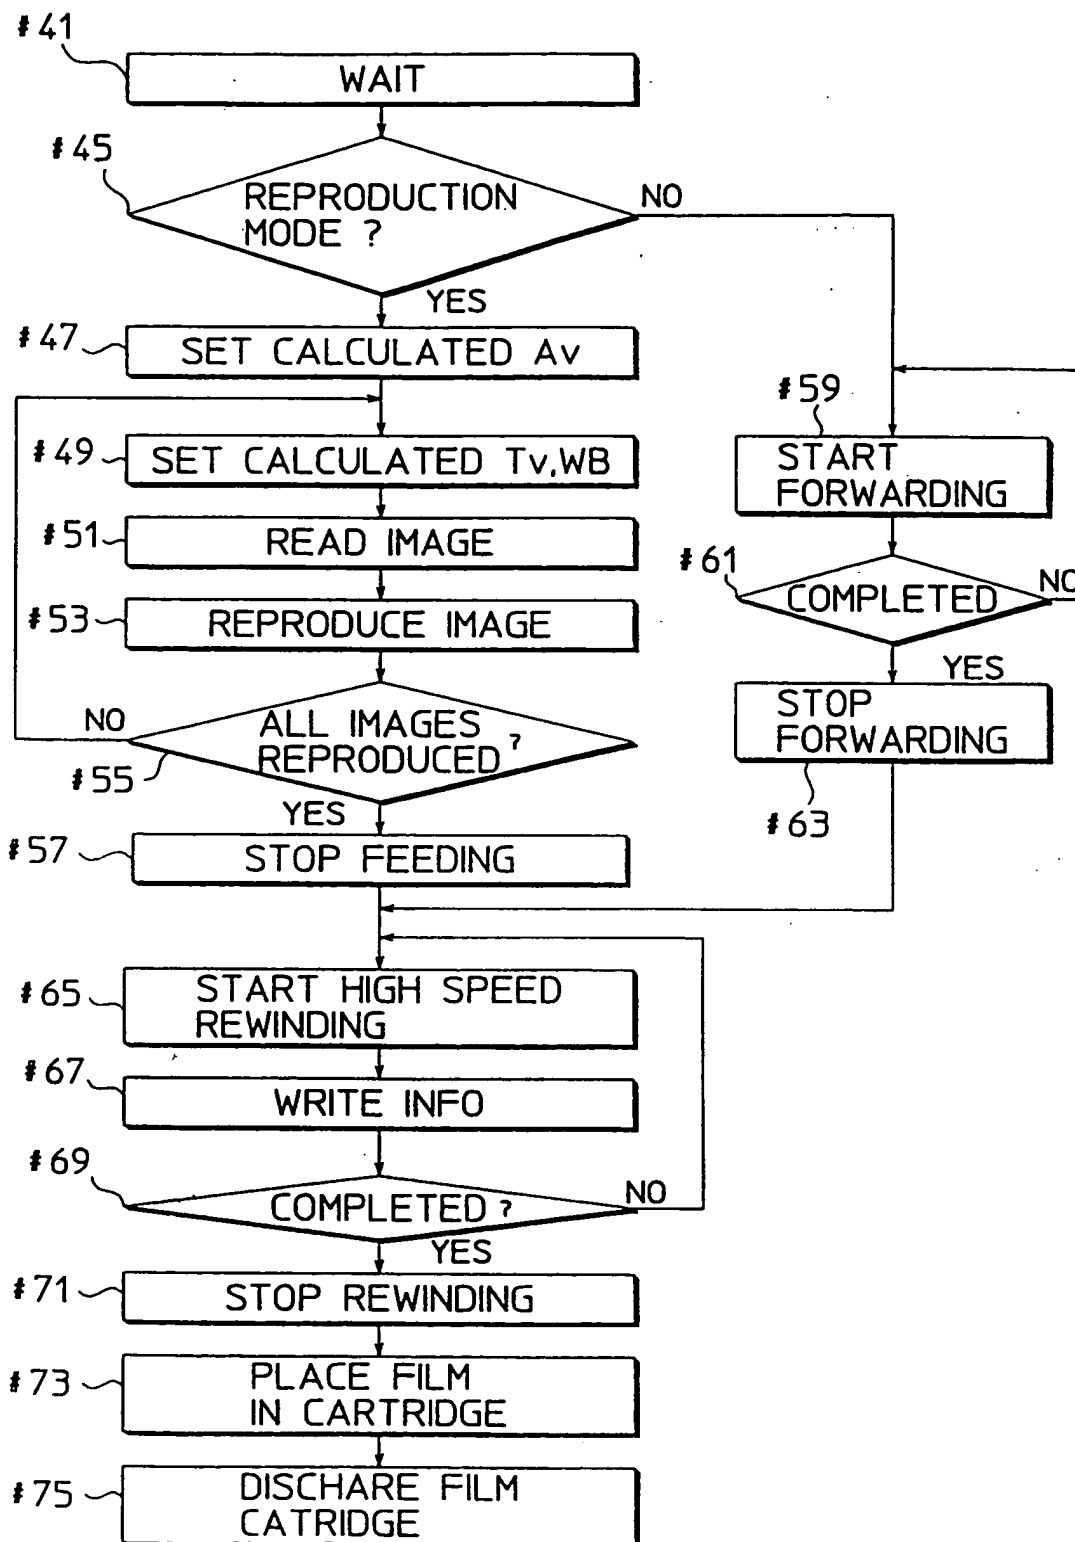 #41
WAIT
#45
REPRODUCTION
MODE ?
NO
YES
#47
SET CALCULATED Av
#49
SET CALCULATED Tv,WB
#51
READ IMAGE
#53
REPRODUCE IMAGE
ALL IMAGES
REPRODUCED ?
NO
#55
YES
#57
STOP FEEDING
#59
START
FORWARDING
#61
COMPLETED
NO
YES
STOP
FORWARDING
#63
#65
START HIGH SPEED
REWINDING
#67
WRITE INFO
#69
COMPLETED ?
NO
YES
#71
STOP REWINDING
#73
PLACE FILM
IN CARTRIDGE
#75
DISCHARE FILM
CATRIDGE